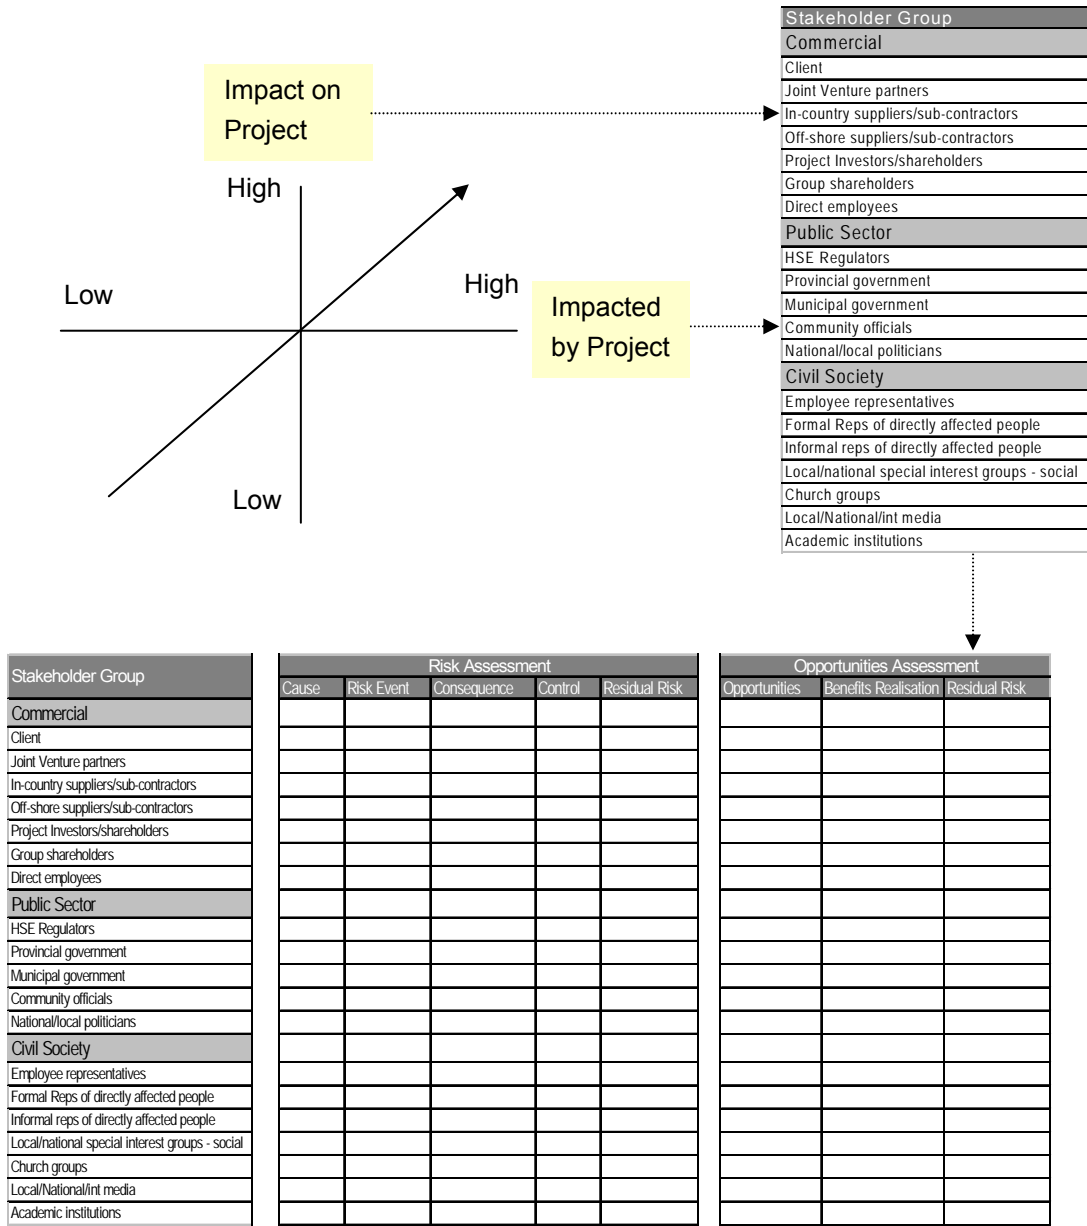 Impact on
Project
High
Low
High
Impacted
by Project
Low
Stakeholder Group
Commercial
Client
Joint Venture partners
In-country suppliers/sub-contractors
Off-shore suppliers/sub-contractors
Project Investors/shareholders
Group shareholders
Direct employees
Public Sector
HSE Regulators
Provincial government
Municipal government
Community officials
National/local politicians
Civil Society
Employee representatives
Formal Reps of directly affected people
Informal reps of directly affected people
Local/national special interest groups - social
Church groups
Local/National/int media
Academic institutions
Stakeholder Group
Commercial
Client
Joint Venture partners
In-country suppliers/sub-contractors
Off-shore suppliers/sub-contractors
Project Investors/shareholders
Group shareholders
Direct employees
Public Sector
HSE Regulators
Provincial government
Municipal government
Community officials
National/local politicians
Civil Society
Employee representatives
Formal Reps of directly affected people
Informal reps of directly affected people
Local/national special interest groups - social
Church groups
Local/National/int media
Academic institutions
Risk Assessment
Cause Risk Event Consequence Control Residual Risk
Opportunities Assessment
Opportunities Benefits Realisation Residual Risk